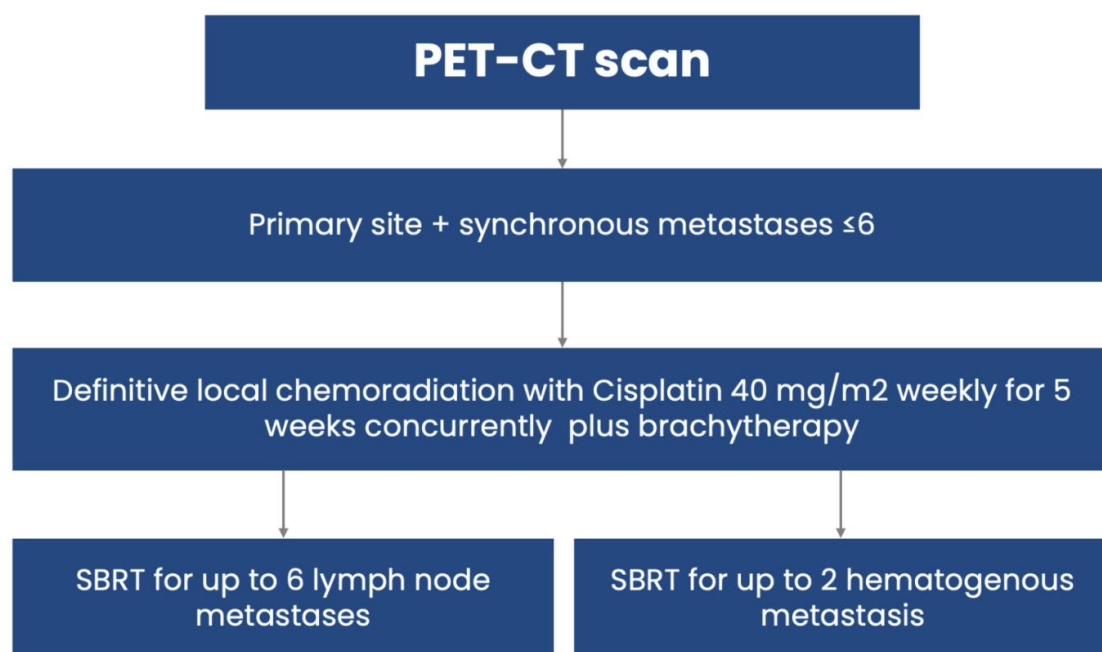 PET-CT scan
Primary site + synchronous metastases ≤6
Definitive local chemoradiation with Cisplatin 40 mg/m2 weekly for 5
weeks concurrently plus brachytherapy
SBRT for up to 6 lymph node
metastases
SBRT for up to 2 hematogenous
metastasis